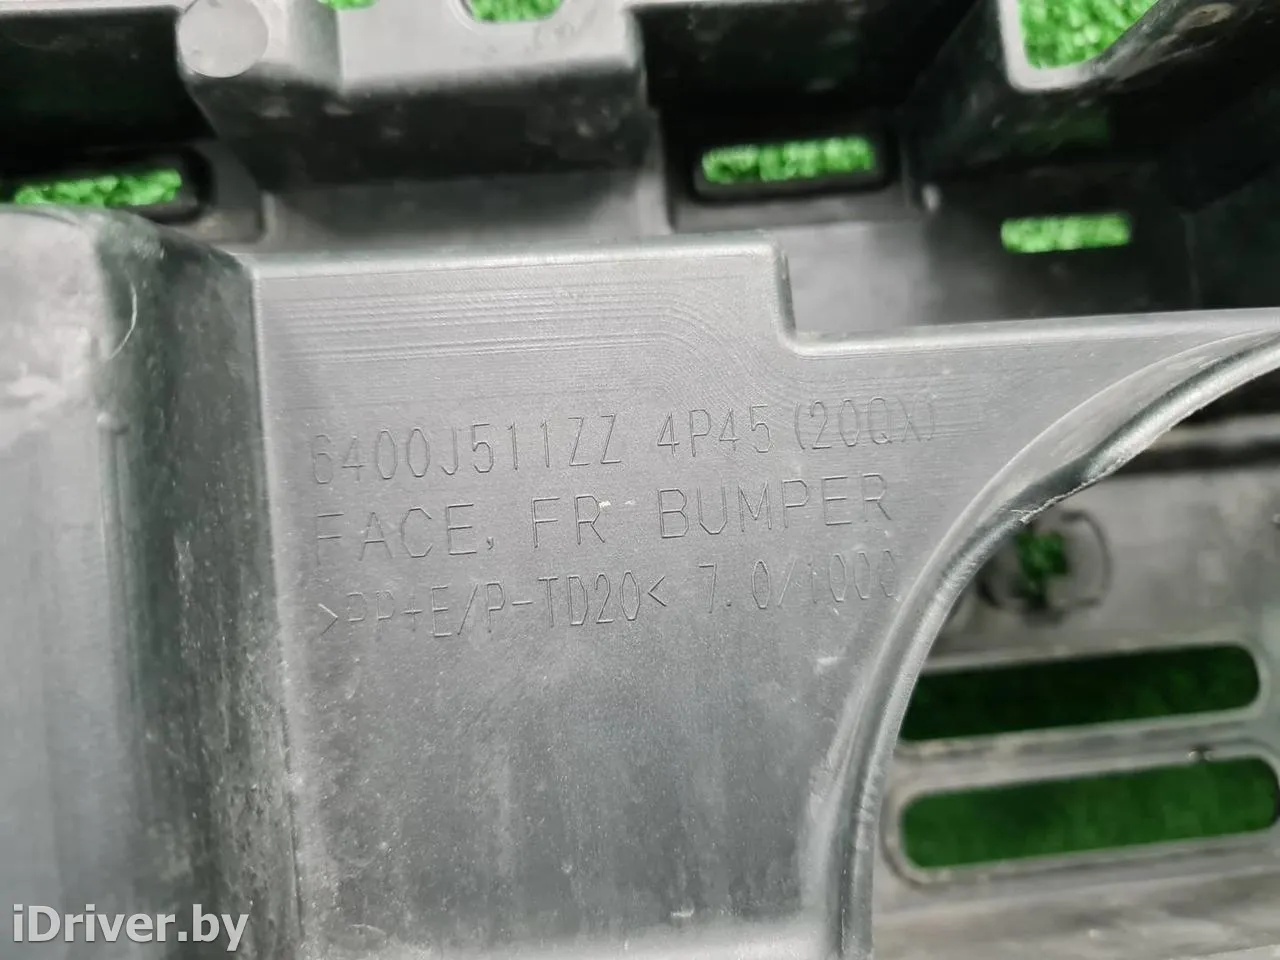 6400J511ZZ 4P45 (20QX)
FACE, FR BUMPER
>PP+E/P-TD20< 7.0/1000
iDriver.by